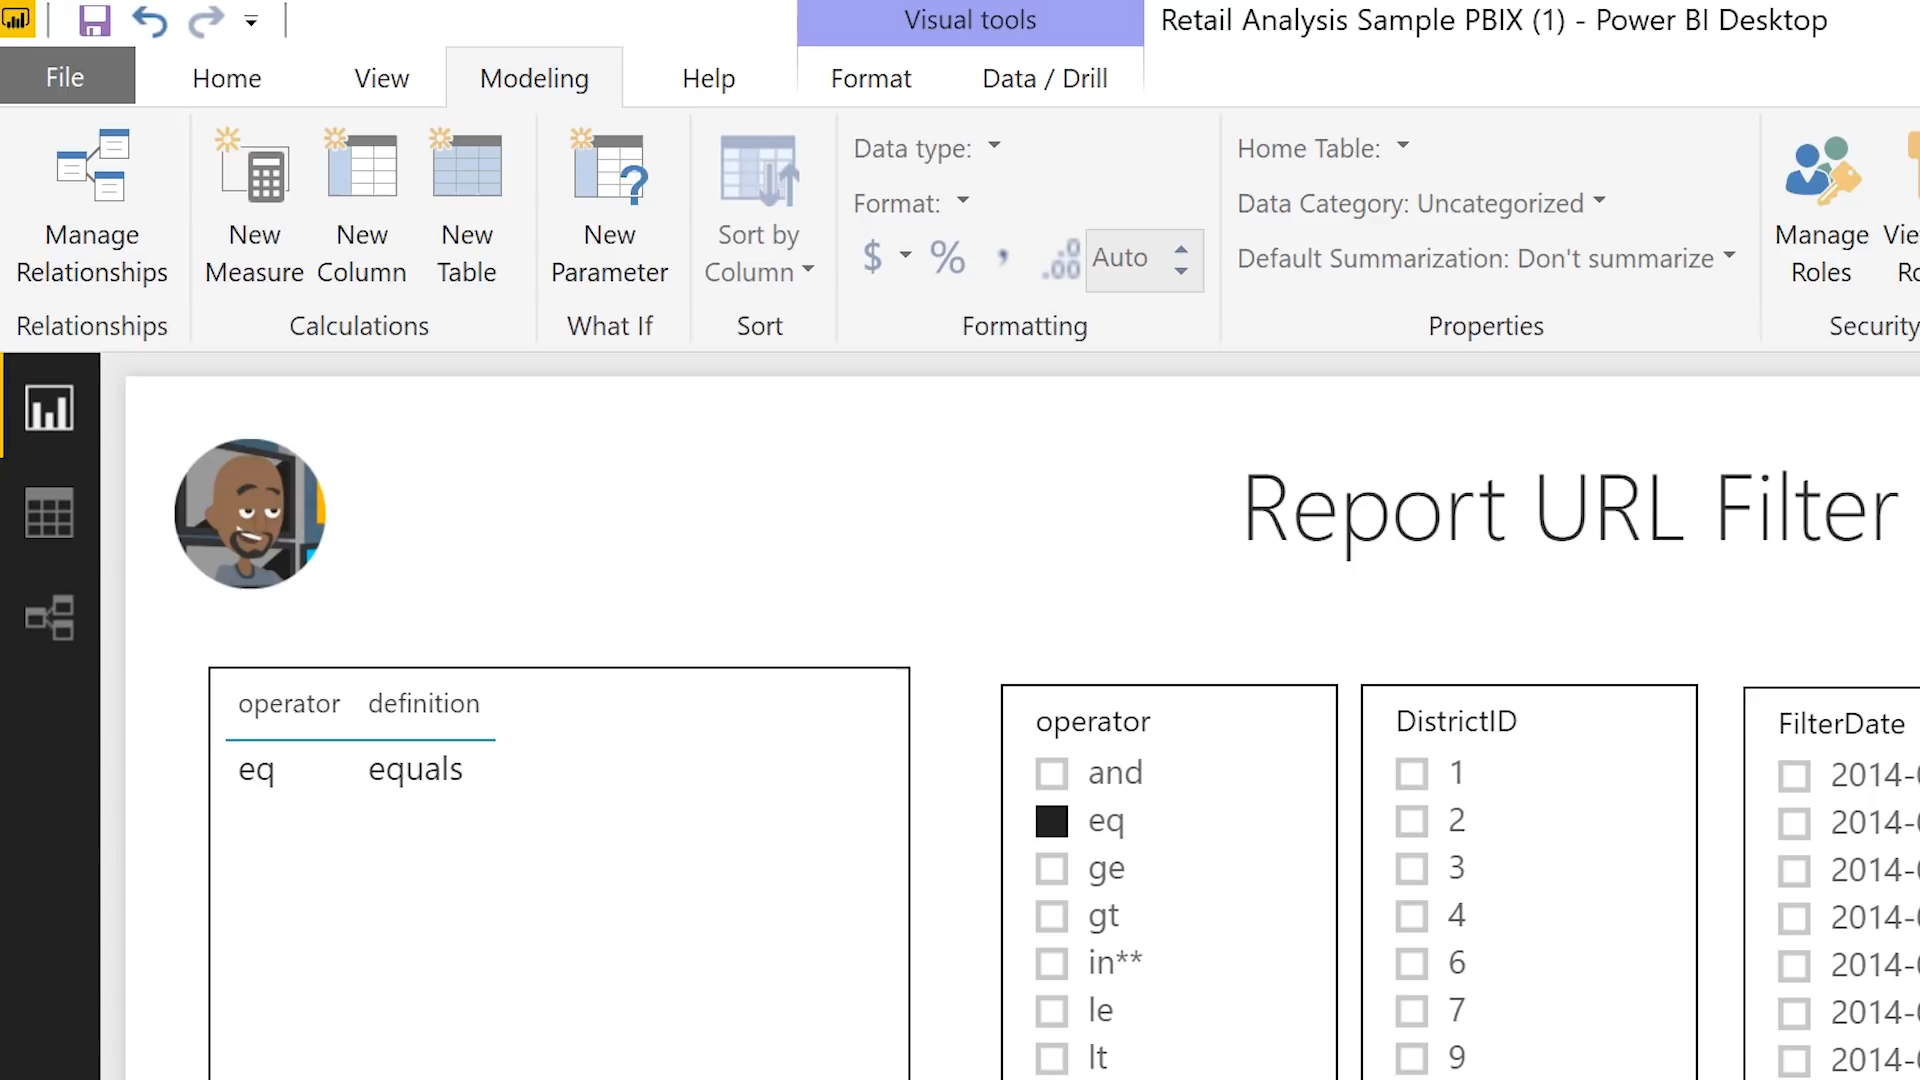 Visual tools
Retail Analysis Sample PBIX (1) - Power BI Desktop
File
Home
View
Modeling
Help
Format
Data / Drill
Manage
Relationships
New
Measure
New
Column
New
Table
New
Parameter
Sort by
Column
Data type:
Format:
$ % , .0 .00 Auto
Home Table:
Data Category: Uncategorized
Default Summarization: Don't summarize
Manage
Roles
Relationships
Calculations
What If
Sort
Formatting
Properties
Security
Report URL Filter
operator definition
eq equals
operator
and
eq
ge
gt
in**
le
lt
DistrictID
1
2
3
4
6
7
9
FilterDate
2014-
2014-
2014-
2014-
2014-
2014-
2014-